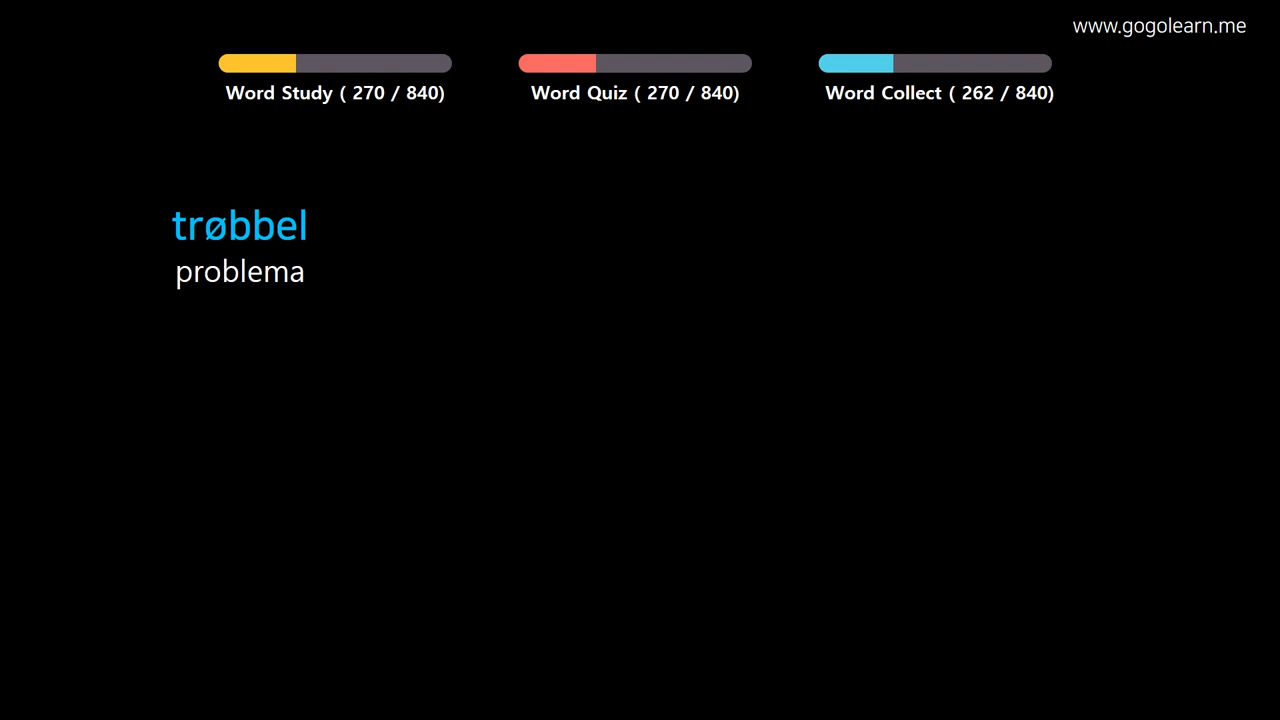 www.gogolearn.me
Word Study ( 270 / 840)
Word Quiz ( 270 / 840)
Word Collect ( 262 / 840)
trøbbel
problema